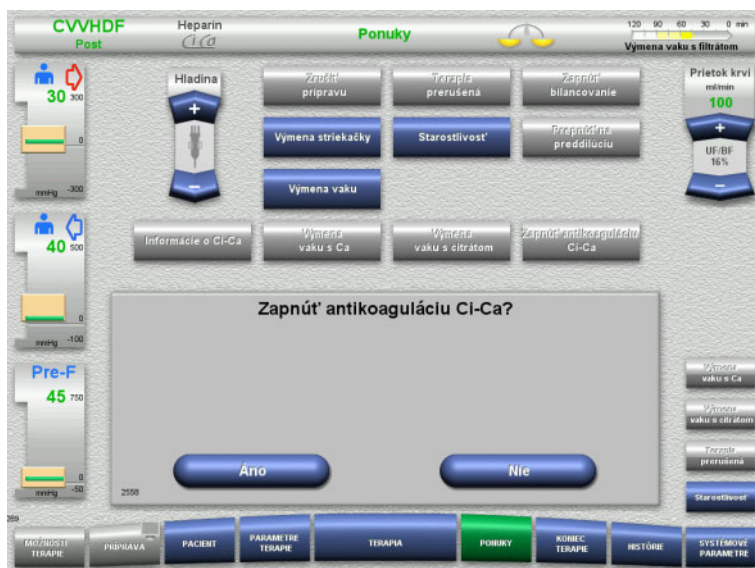 CVVHDF
Post
Heparin
CiCa
Ponuky
120 90 60 30 0 min
Výmena vaku s filtrátom
30 300
0
mmHg -300
Hladina
+
−
Zrušiť
prípravu
Terapia
prerušená
Zapnúť
bilancovanie
Výmena striekačky
Starostlivosť
Prepnúť na
preddilúciu
Výmena vaku
Prietok krvi
ml/min
100
+
UF/BF
16%
−
40 500
0
mmHg -100
Informácie o Ci-Ca
Výmena
vaku s Ca
Výmena
vaku s citrátom
Zapnúť antikoaguláciu
Ci-Ca
Zapnúť antikoaguláciu Ci-Ca?
Áno
Nie
2558
Pre-F
45 750
0
mmHg -50
Výmena
vaku s Ca
Výmena
vaku s citrátom
Terapia
prerušená
Starostlivosť
MOŽNOSTI
TERAPIE
PRÍPRAVA
PACIENT
PARAMETRE
TERAPIE
TERAPIA
PONUKY
KONIEC
TERAPIE
HISTÓRIE
SYSTÉMOVÉ
PARAMETRE